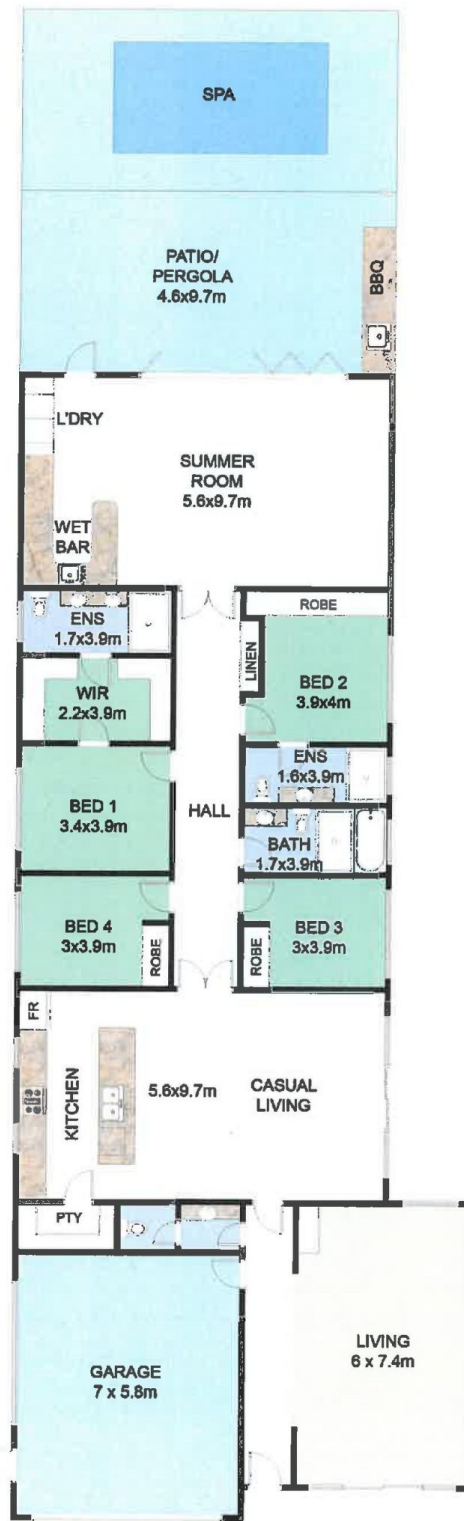 SPA
PATIO/
PERGOLA
4.6x9.7m
BBQ
L'DRY
SUMMER
ROOM
5.6x9.7m
WET
BAR
ENS
1.7x3.9m
ROBE
LINEN
BED 2
3.9x4m
WIR
2.2x3.9m
ENS
1.6x3.9m
BED 1
3.4x3.9m
HALL
BATH
1.7x3.9m
BED 4
3x3.9m
ROBE
BED 3
3x3.9m
ROBE
FR
KITCHEN
5.6x9.7m
CASUAL
LIVING
PTY
GARAGE
7 x 5.8m
LIVING
6 x 7.4m